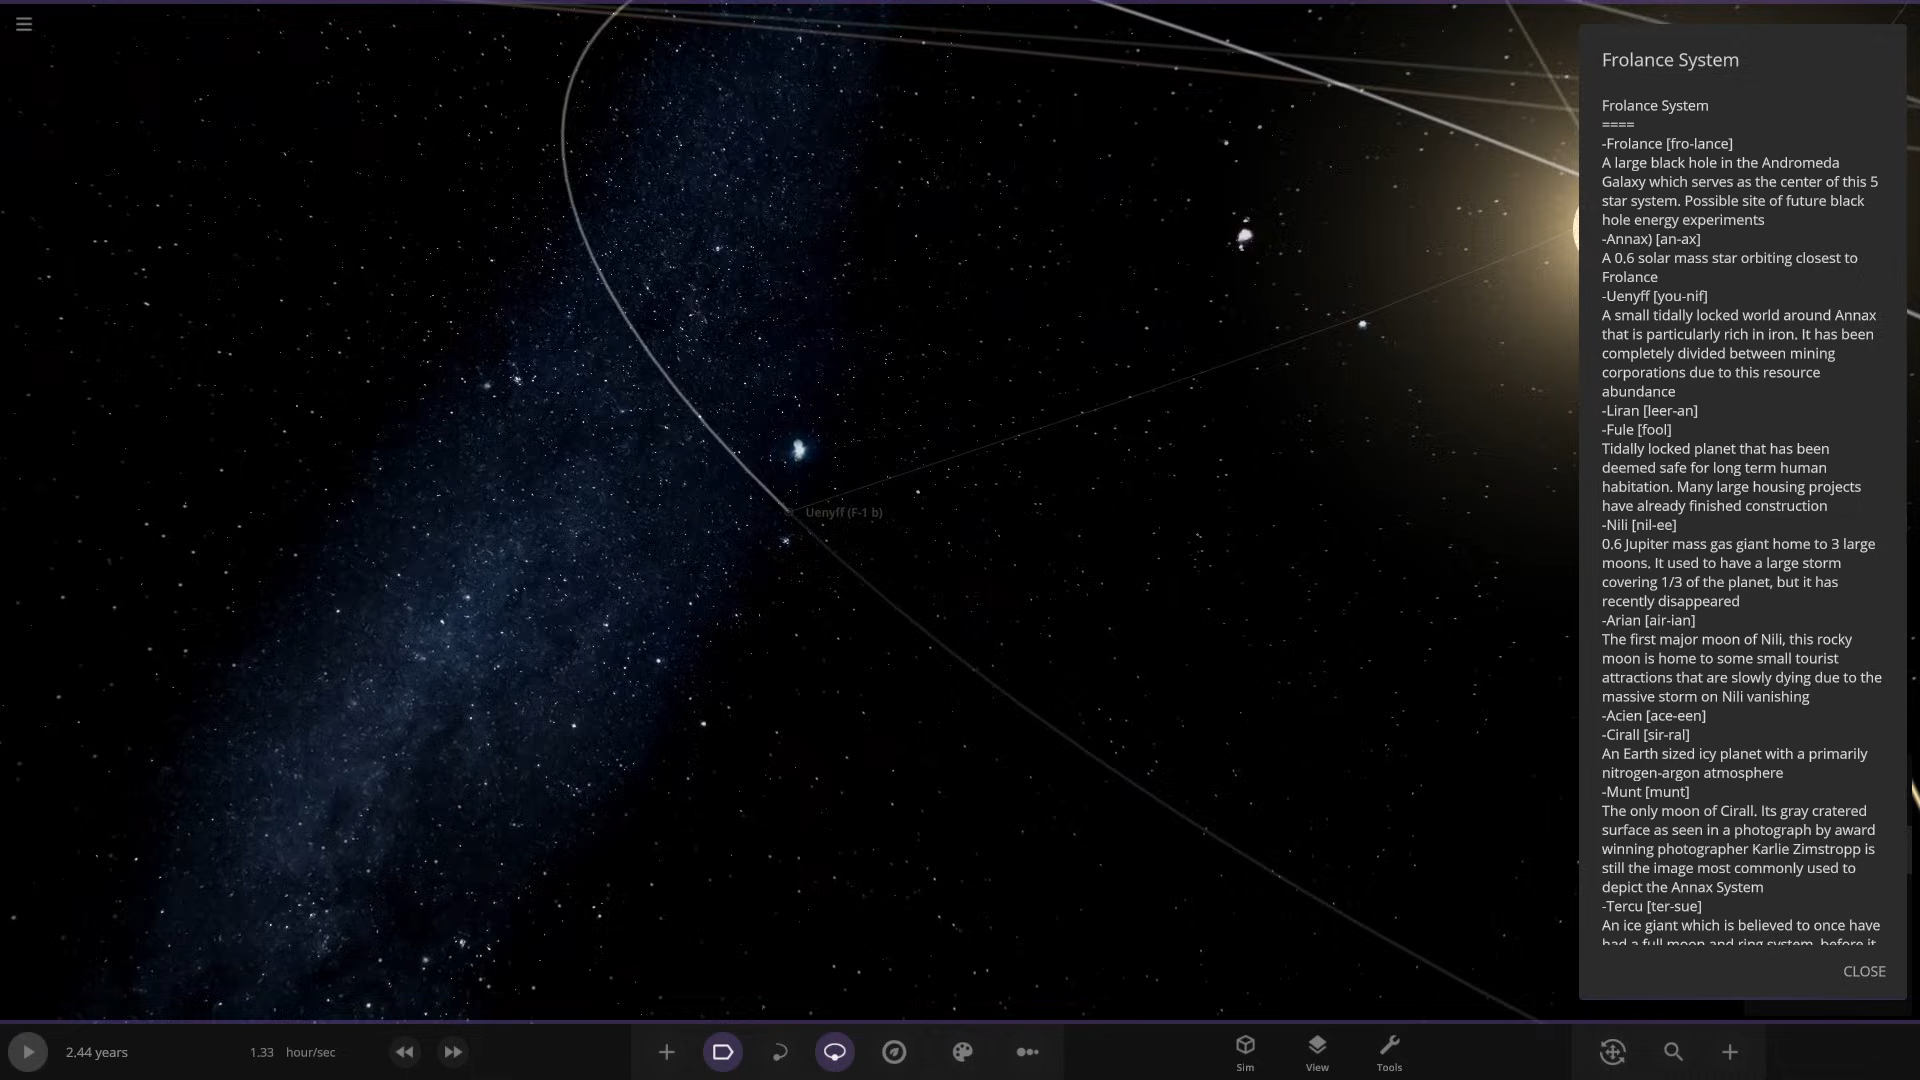 Frolance System
Frolance System
====
-Frolance [fro-lance]
A large black hole in the Andromeda
Galaxy which serves as the center of this 5
star system. Possible site of future black
hole energy experiments
-Annax) [an-ax]
A 0.6 solar mass star orbiting closest to
Frolance
-Uenyff [you-nif]
A small tidally locked world around Annax
that is particularly rich in iron. It has been
completely divided between mining
corporations due to this resource
abundance
-Liran [leer-an]
-Fule [fool]
Tidally locked planet that has been
deemed safe for long term human
habitation. Many large housing projects
have already finished construction
-Nili [nil-ee]
0.6 Jupiter mass gas giant home to 3 large
moons. It used to have a large storm
covering 1/3 of the planet, but it has
recently disappeared
-Arian [air-ian]
The first major moon of Nili, this rocky
moon is home to some small tourist
attractions that are slowly dying due to the
massive storm on Nili vanishing
-Acien [ace-een]
-Cirall [sir-ral]
An Earth sized icy planet with a primarily
nitrogen-argon atmosphere
-Munt [munt]
The only moon of Cirall. Its gray cratered
surface as seen in a photograph by award
winning photographer Karlie Zimstropp is
still the image most commonly used to
depict the Annax System
-Tercu [ter-sue]
An ice giant which is believed to once have
had a full moon and ring system, before it
CLOSE
Uenyff (F-1 b)
2.44 years
1.33 hour/sec
Sim
View
Tools